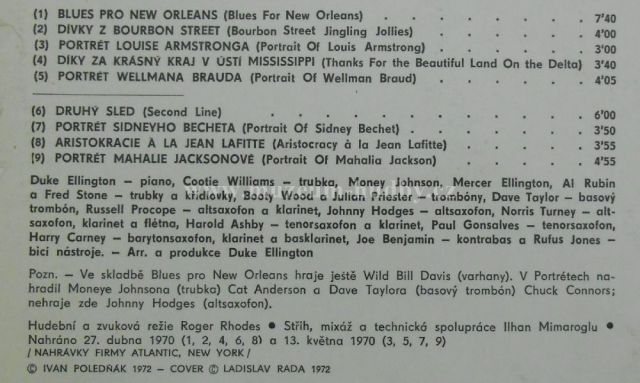 (1) BLUES PRO NEW ORLEANS (Blues For New Orleans) . . . . . . . 7'40
(2) DÍVKY Z BOURBON STREET (Bourbon Street Jingling Jollies) . . . . 4'00
(3) PORTRÉT LOUISE ARMSTRONGA (Portrait Of Louis Armstrong) . . . . 3'00
(4) DÍKY ZA KRÁSNÝ KRAJ V ÚSTÍ MISSISSIPPI (Thanks For the Beautiful Land On the Delta) 3'40
(5) PORTRÉT WELLMANA BRAUDA (Portrait Of Wellman Braud) . . . . 4'05
(6) DRUHÝ SLED (Second Line) . . . . . . . . . . 6'00
(7) PORTRÉT SIDNEYHO BECHETA (Portrait Of Sidney Bechet) . . . . . 3'50
(8) ARISTOKRACIE À LA JEAN LAFITTE (Aristocracy à la Jean Lafitte) . . . 3'55
(9) PORTRÉT MAHALIE JACKSONOVÉ (Portrait Of Mahalia Jackson) . . . . 4'55
Duke Ellington – piano, Cootie Williams – trubka, Money Johnson, Mercer Ellington, Al Rubin
a Fred Stone – trubky a křídlovky, Booty Wood a Julian Priester – trombóny, Dave Taylor – basový
trombón, Russell Procope – altsaxofon a klarinet, Johnny Hodges – altsaxofon, Norris Turney – alt-
saxofon, klarinet a flétna, Harold Ashby – tenorsaxofon a klarinet, Paul Gonsalves – tenorsaxofon,
Harry Carney – barytonsaxofon, klarinet a basklarinet, Joe Benjamin – kontrabas a Rufus Jones –
bicí nástroje. – Arr. a produkce Duke Ellington
Pozn. – Ve skladbě Blues pro New Orleans hraje ještě Wild Bill Davis (varhany). V Portrétech na-
hradil Moneye Johnsona (trubka) Cat Anderson a Dave Taylora (basový trombón) Chuck Connors;
nehraje zde Johnny Hodges (altsaxofon).
Hudební a zvuková režie Roger Rhodes ● Střih, mixáž a technická spolupráce Ilhan Mimaroglu ●
Nahráno 27. dubna 1970 (1, 2, 4, 6, 8) a 13. května 1970 (3, 5, 7, 9)
/ NAHRÁVKY FIRMY ATLANTIC, NEW YORK /
© IVAN POLEDŇÁK 1972 – COVER © LADISLAV RADA 1972